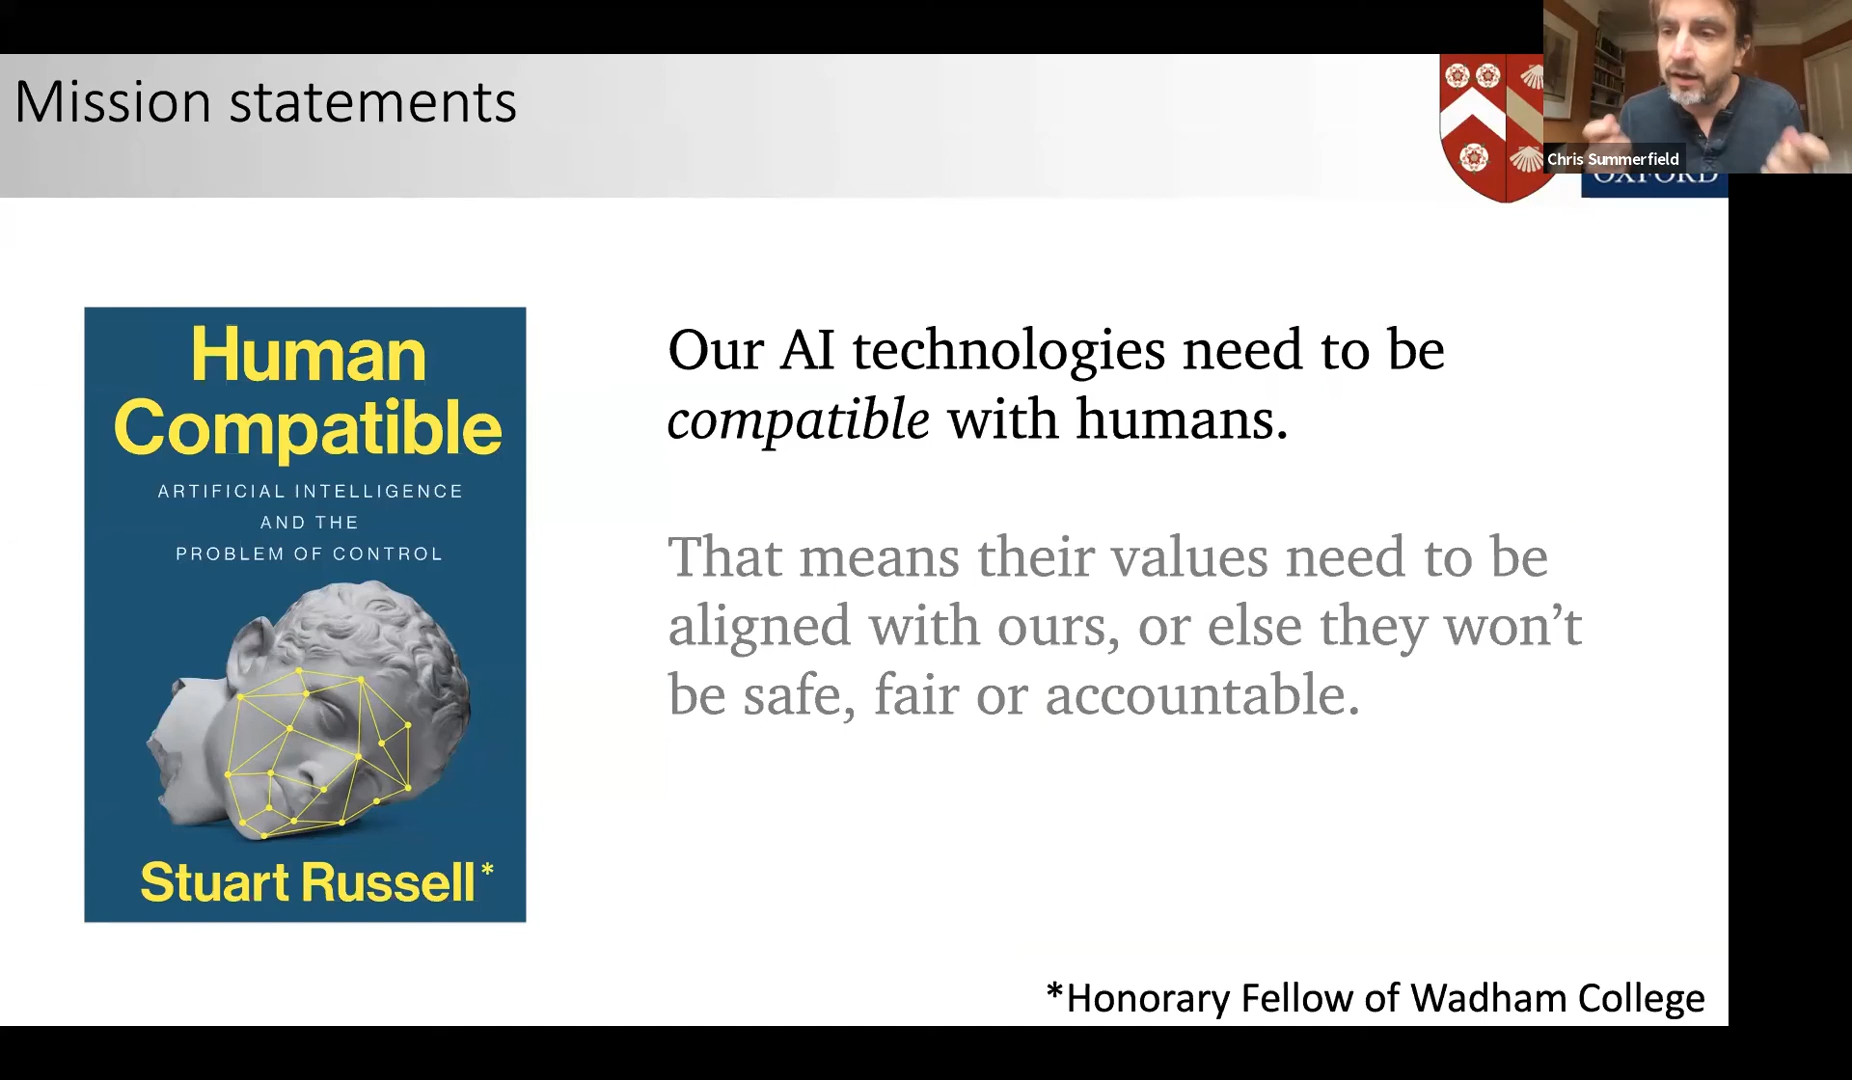 Mission statements
Chris Summerfield
OXFORD
Human
Compatible
ARTIFICIAL INTELLIGENCE
AND THE
PROBLEM OF CONTROL
Stuart Russell*
Our AI technologies need to be
compatible with humans.
That means their values need to be
aligned with ours, or else they won’t
be safe, fair or accountable.
*Honorary Fellow of Wadham College